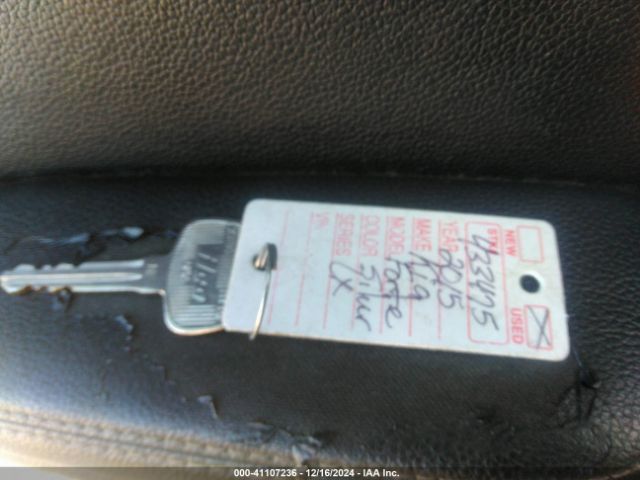 NEW USED
STK# 433475
YEAR 2015
MAKE Kia
MODEL Forte
COLOR Silver
SERIES LX
VIN
Ilco
000-41107236 - 12/16/2024 - IAA Inc.